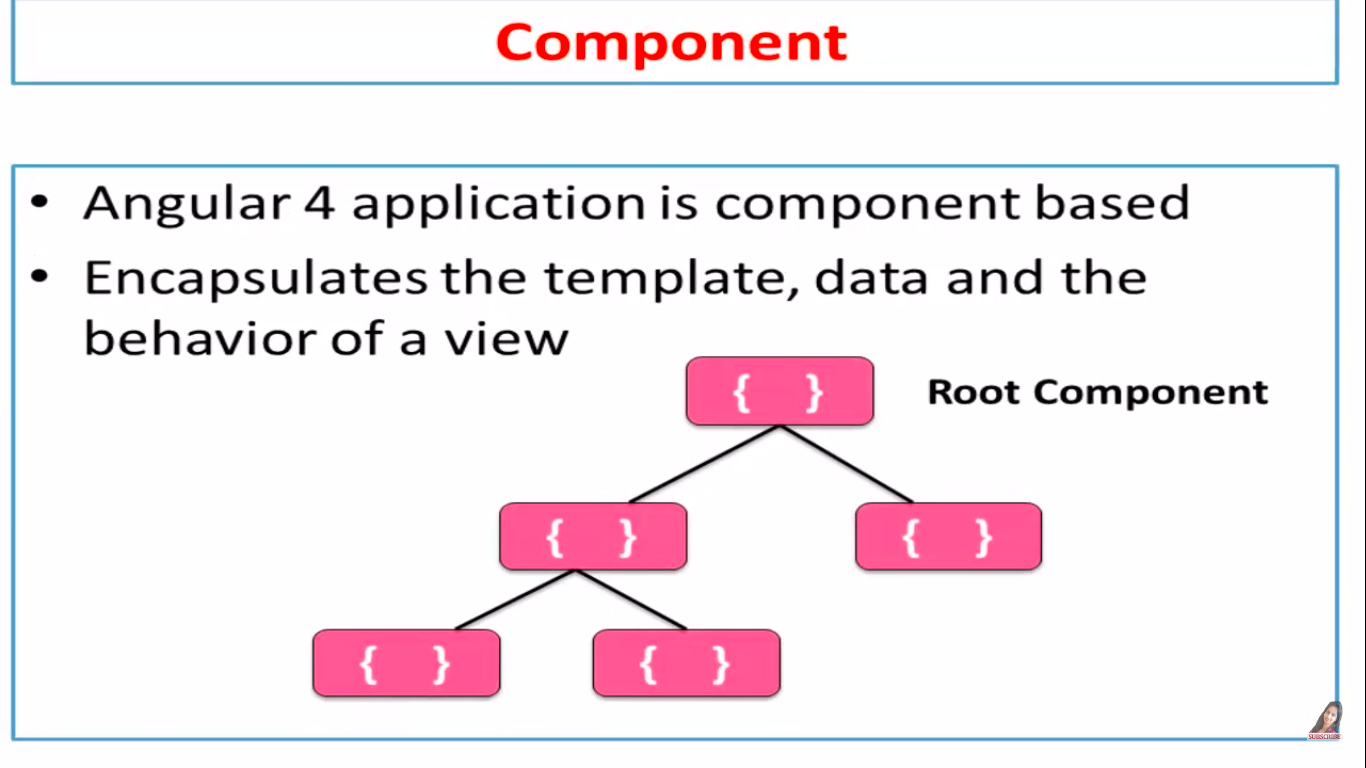 Component
• Angular 4 application is component based
• Encapsulates the template, data and the
behavior of a view
{ } Root Component
{ } { }
{ } { }
SUBSCRIBE